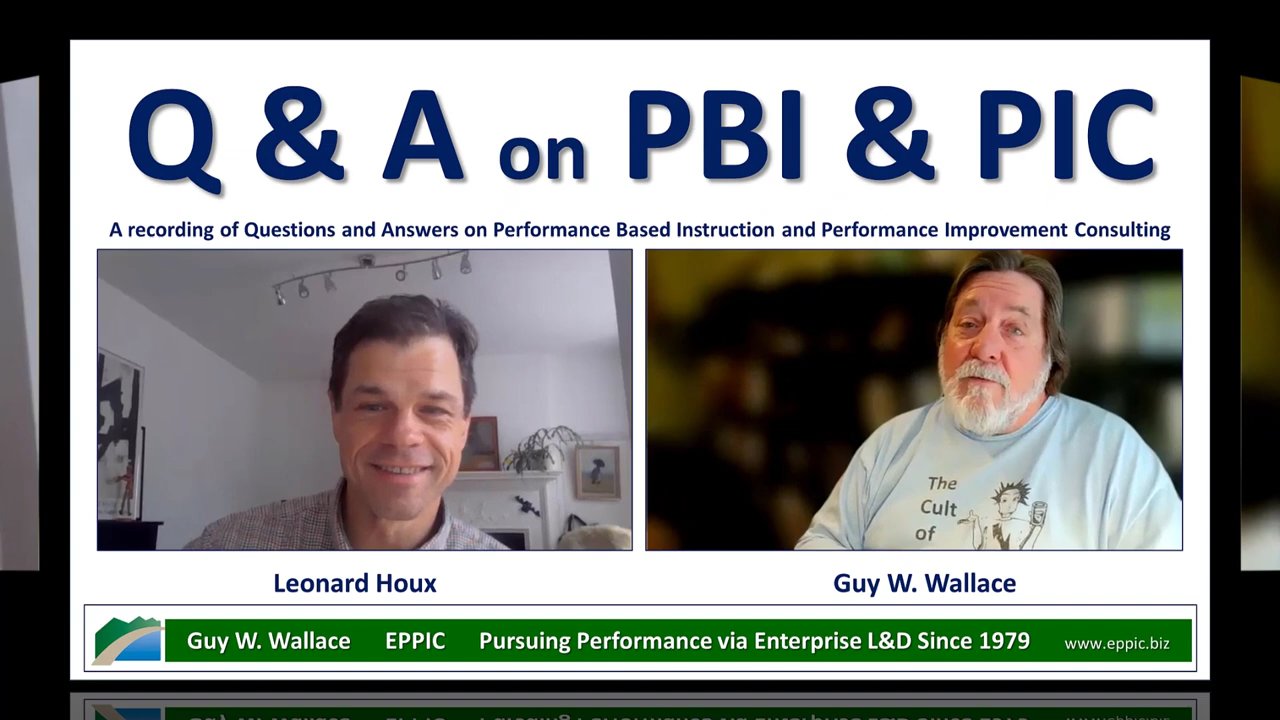 Q & A on PBI & PIC
A recording of Questions and Answers on Performance Based Instruction and Performance Improvement Consulting
The
Cult
of
Leonard Houx
Guy W. Wallace
Guy W. Wallace EPPIC Pursuing Performance via Enterprise L&D Since 1979 www.eppic.biz